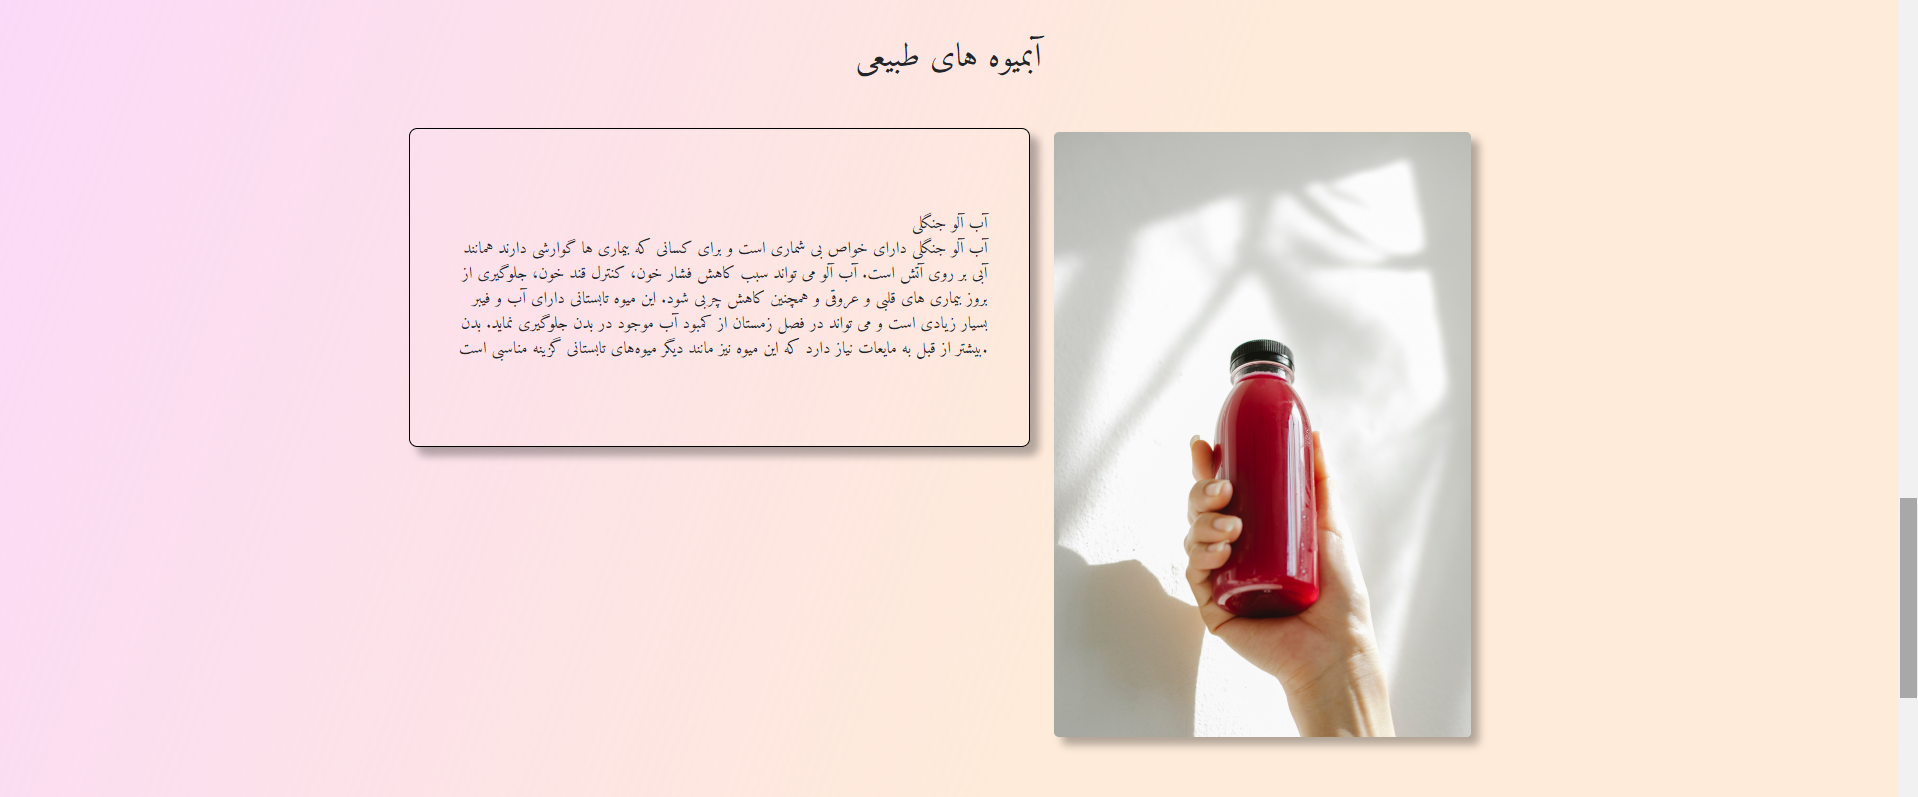 آبمیوه های طبیعی
آب آلو جنگلی
آب آلو جنگلی دارای خواص بی شماری است و برای کسانی که بیماری ها گوارشی دارند همانند
آبی بر روی آتش است. آب آلو می تواند سبب کاهش فشار خون، کنترل قند خون، جلوگیری از
بروز بیماری های قلبی و عروقی و همچنین کاهش چربی شود. این میوه تابستانی دارای آب و فیبر
بسیار زیادی است و می تواند در فصل زمستان از کمبود آب موجود در بدن جلوگیری نماید. بدن
.بیشتر از قبل به مایعات نیاز دارد که این میوه نیز مانند دیگر میوه‌های تابستانی گزینه مناسبی است